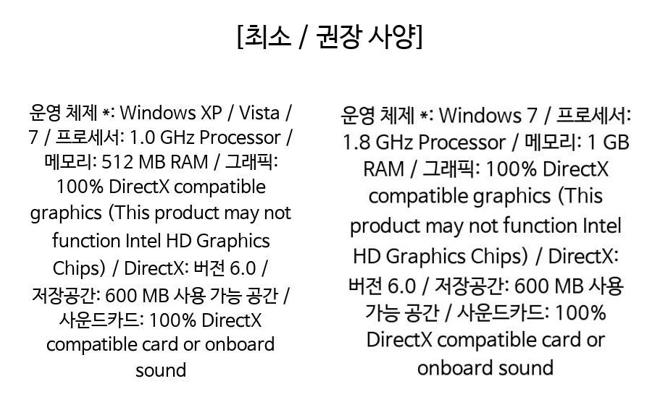 [최소 / 권장 사양]
운영 체제 *: Windows XP / Vista /
7 / 프로세서: 1.0 GHz Processor /
메모리: 512 MB RAM / 그래픽:
100% DirectX compatible
graphics (This product may not
function Intel HD Graphics
Chips) / DirectX: 버전 6.0 /
저장공간: 600 MB 사용 가능 공간 /
사운드카드: 100% DirectX
compatible card or onboard
sound
운영 체제 *: Windows 7 / 프로세서:
1.8 GHz Processor / 메모리: 1 GB
RAM / 그래픽: 100% DirectX
compatible graphics (This
product may not function Intel
HD Graphics Chips) / DirectX:
버전 6.0 / 저장공간: 600 MB 사용
가능 공간 / 사운드카드: 100%
DirectX compatible card or
onboard sound